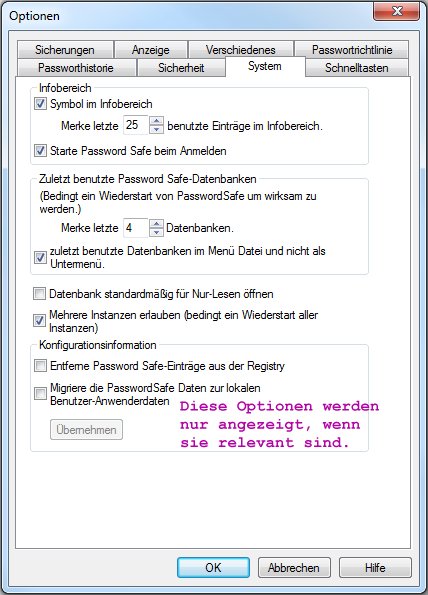 Optionen
Sicherungen
Anzeige
Verschiedenes
Passwortrichtlinie
Passworthistorie
Sicherheit
System
Schnelltasten
Infobereich
Symbol im Infobereich
Merke letzte 25 benutzte Einträge im Infobereich.
Starte Password Safe beim Anmelden
Zuletzt benutzte Password Safe-Datenbanken
(Bedingt ein Wiederstart von PasswordSafe um wirksam zu
werden.)
Merke letzte 4 Datenbanken.
zuletzt benutzte Datenbanken im Menü Datei und nicht als
Untermenü.
Datenbank standardmäßig für Nur-Lesen öffnen
Mehrere Instanzen erlauben (bedingt ein Wiederstart aller
Instanzen)
Konfigurationsinformation
Entferne Password Safe-Einträge aus der Registry
Migriere die PasswordSafe Daten zur lokalen
Benutzer-Anwenderdaten
Diese Optionen werden
nur angezeigt, wenn
sie relevant sind.
Übernehmen
OK
Abbrechen
Hilfe